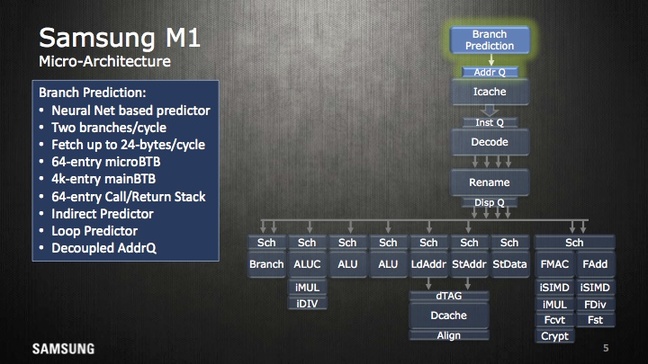 Samsung M1
Micro-Architecture
Branch Prediction:
• Neural Net based predictor
• Two branches/cycle
• Fetch up to 24-bytes/cycle
• 64-entry microBTB
• 4k-entry mainBTB
• 64-entry Call/Return Stack
• Indirect Predictor
• Loop Predictor
• Decoupled AddrQ
Branch
Prediction
Addr Q
Icache
Inst Q
Decode
Rename
Disp Q
Sch Sch Sch Sch Sch Sch Sch Sch
Branch ALUC ALU ALU LdAddr StAddr StData FMAC FAdd
iMUL iSIMD iSIMD
iDIV iMUL FDiv
dTAG Fcvt Fst
Dcache Crypt
Align
SAMSUNG
5